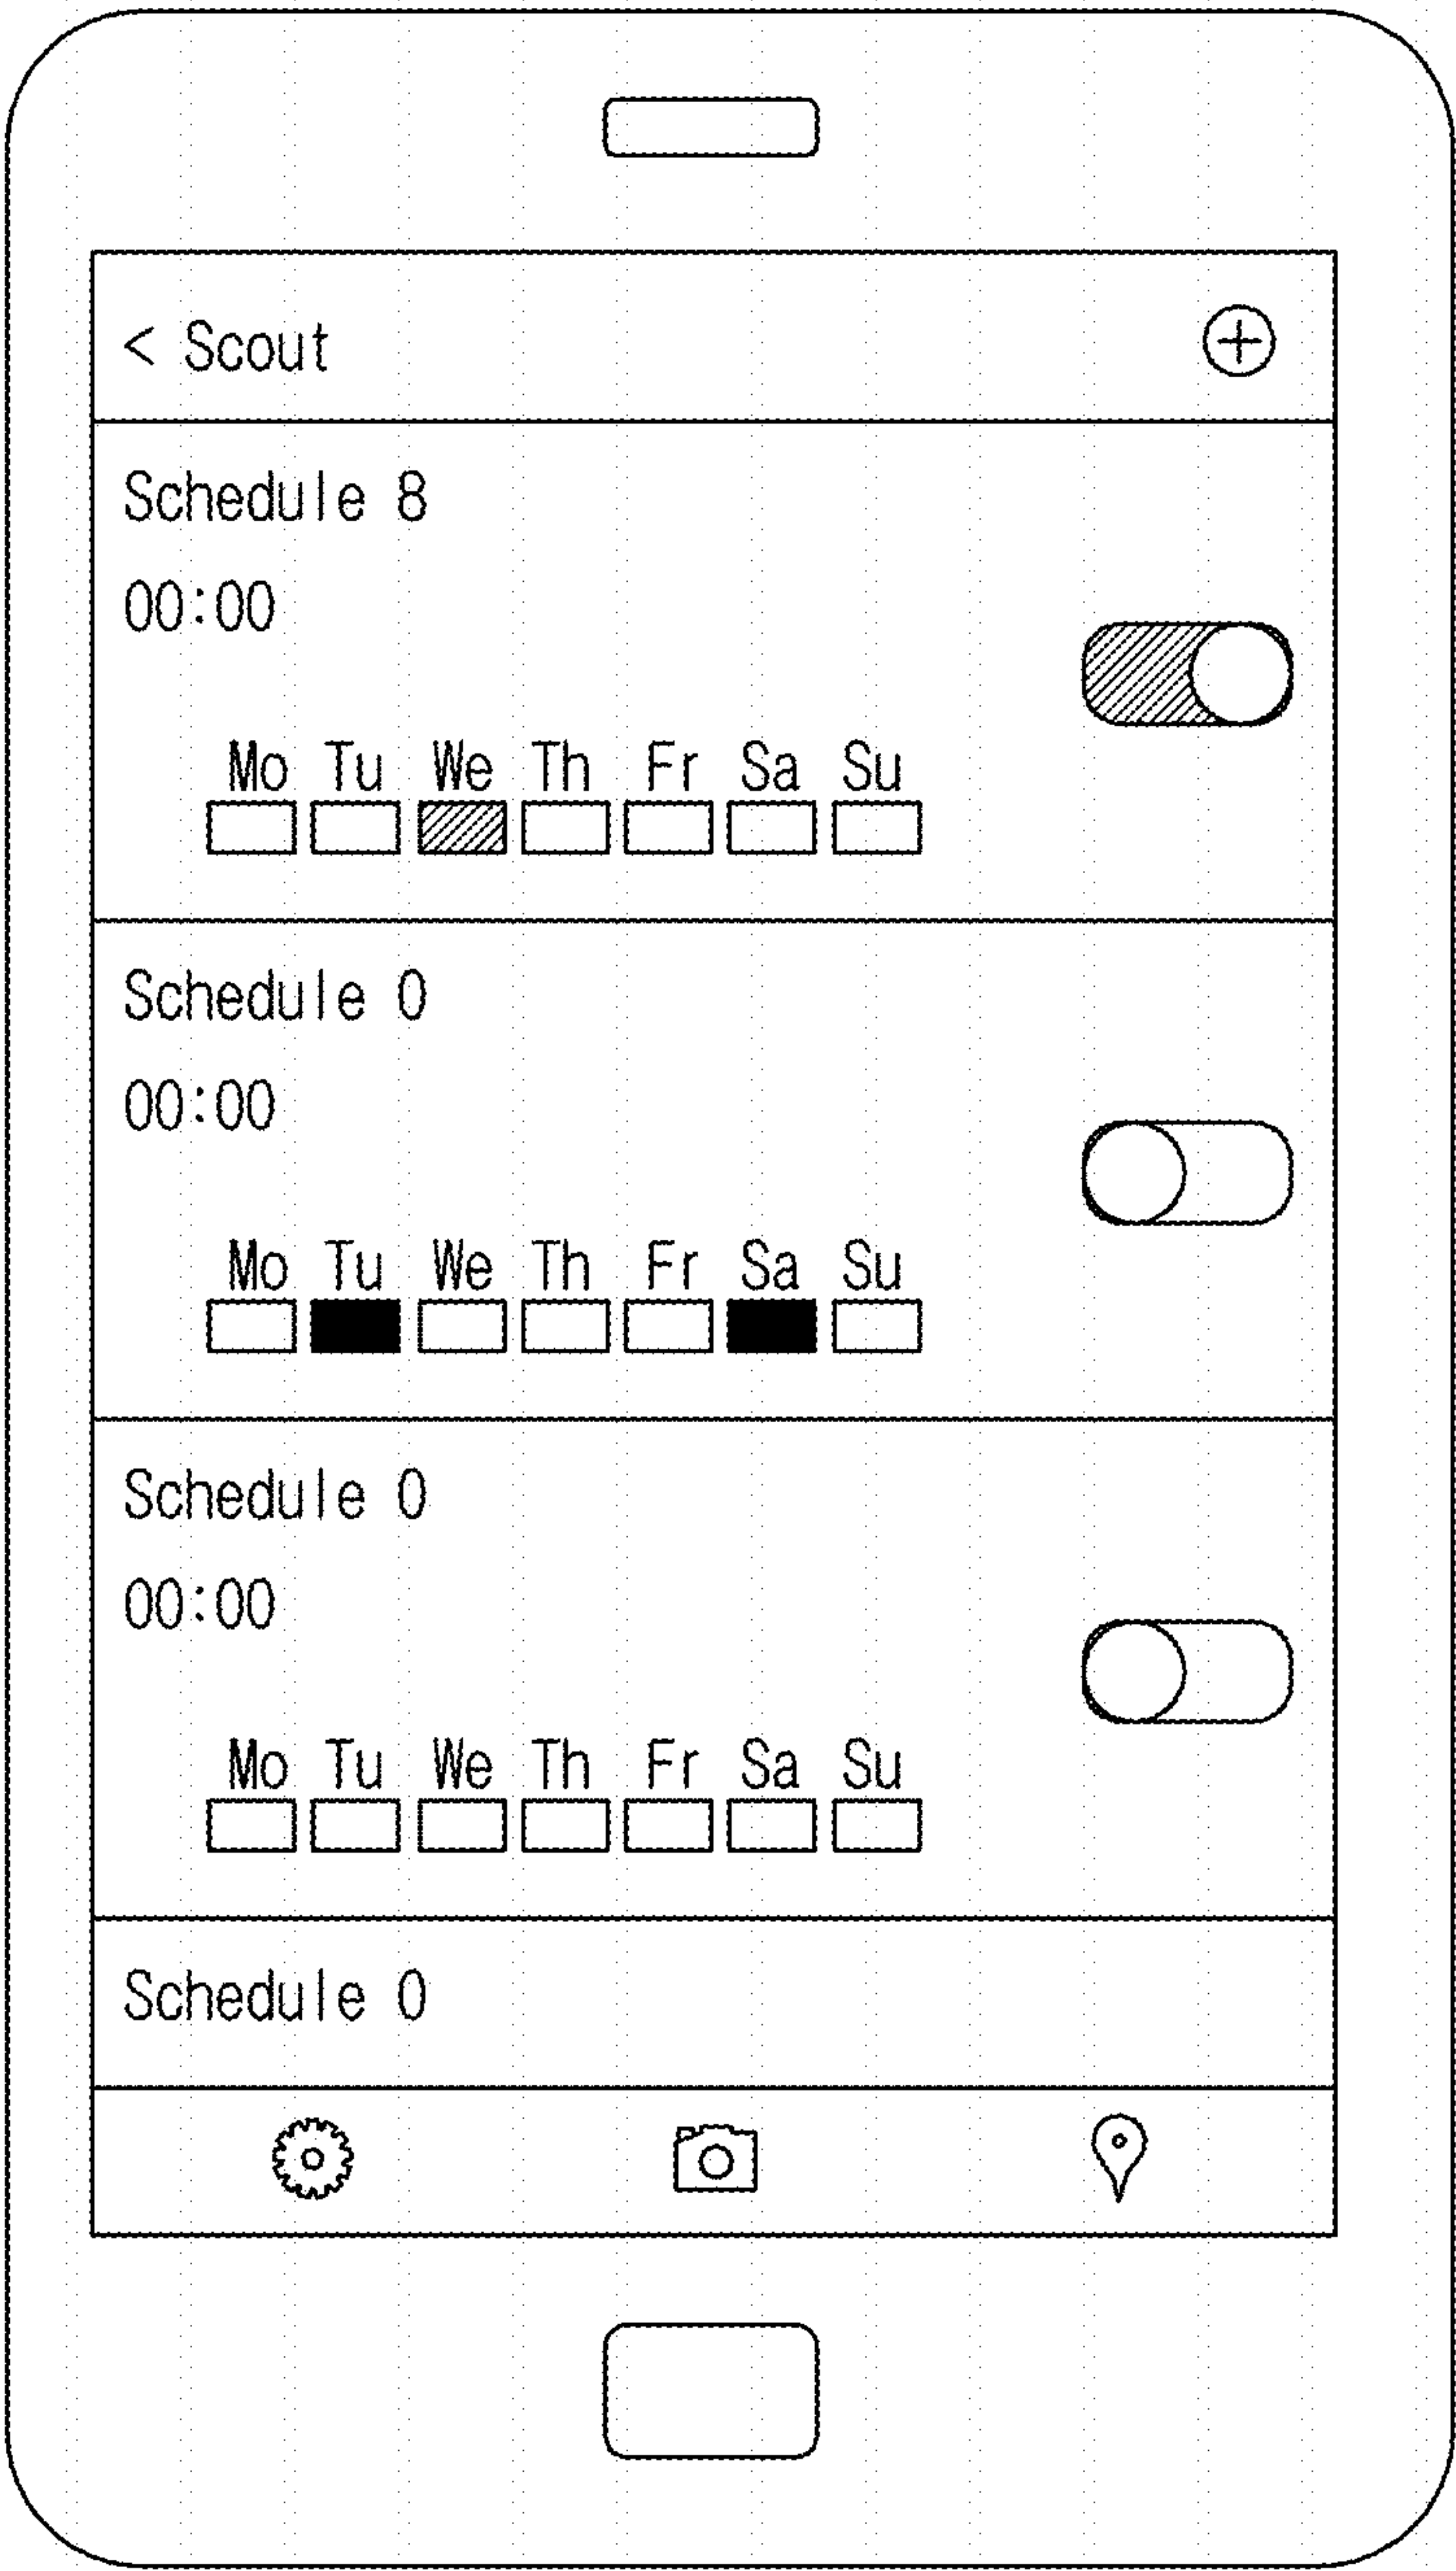 < Scout
Schedule 8
00:00
Mo Tu We Th Fr Sa Su
Schedule 0
00:00
Mo Tu We Th Fr Sa Su
Schedule 0
00:00
Mo Tu We Th Fr Sa Su
Schedule 0